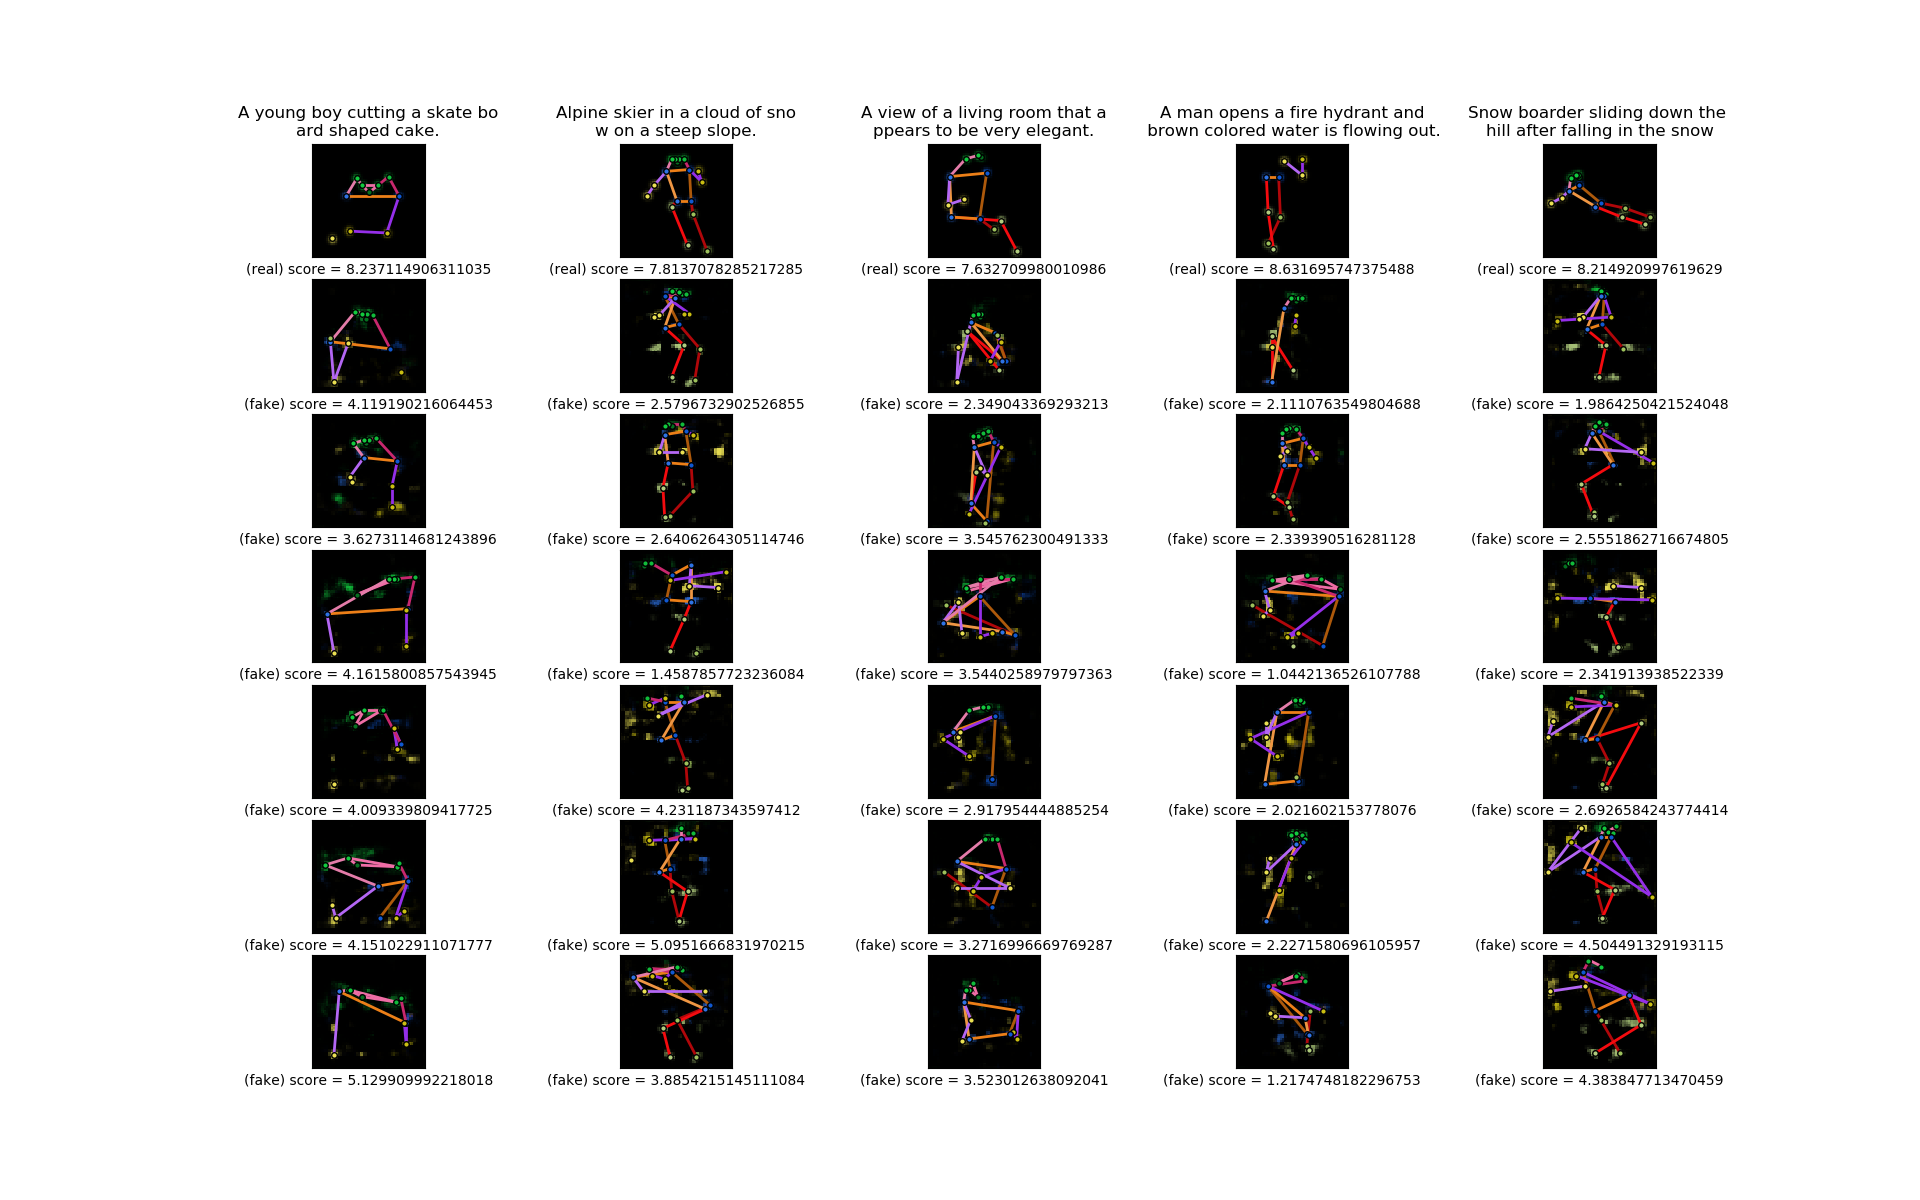 A young boy cutting a skate bo
ard shaped cake.
Alpine skier in a cloud of sno
w on a steep slope.
A view of a living room that a
ppears to be very elegant.
A man opens a fire hydrant and
brown colored water is flowing out.
Snow boarder sliding down the
hill after falling in the snow
(real) score = 8.237114906311035
(real) score = 7.8137078285217285
(real) score = 7.632709980010986
(real) score = 8.631695747375488
(real) score = 8.214920997619629
(fake) score = 4.119190216064453
(fake) score = 2.5796732902526855
(fake) score = 2.349043369293213
(fake) score = 2.1110763549804688
(fake) score = 1.9864250421524048
(fake) score = 3.6273114681243896
(fake) score = 2.6406264305114746
(fake) score = 3.545762300491333
(fake) score = 2.339390516281128
(fake) score = 2.5551862716674805
(fake) score = 4.1615800857543945
(fake) score = 1.4587857723236084
(fake) score = 3.5440258979797363
(fake) score = 1.0442136526107788
(fake) score = 2.341913938522339
(fake) score = 4.009339809417725
(fake) score = 4.231187343597412
(fake) score = 2.917954444885254
(fake) score = 2.021602153778076
(fake) score = 2.6926584243774414
(fake) score = 4.151022911071777
(fake) score = 5.0951666831970215
(fake) score = 3.2716996669769287
(fake) score = 2.2271580696105957
(fake) score = 4.504491329193115
(fake) score = 5.129909992218018
(fake) score = 3.8854215145111084
(fake) score = 3.523012638092041
(fake) score = 1.2174748182296753
(fake) score = 4.383847713470459